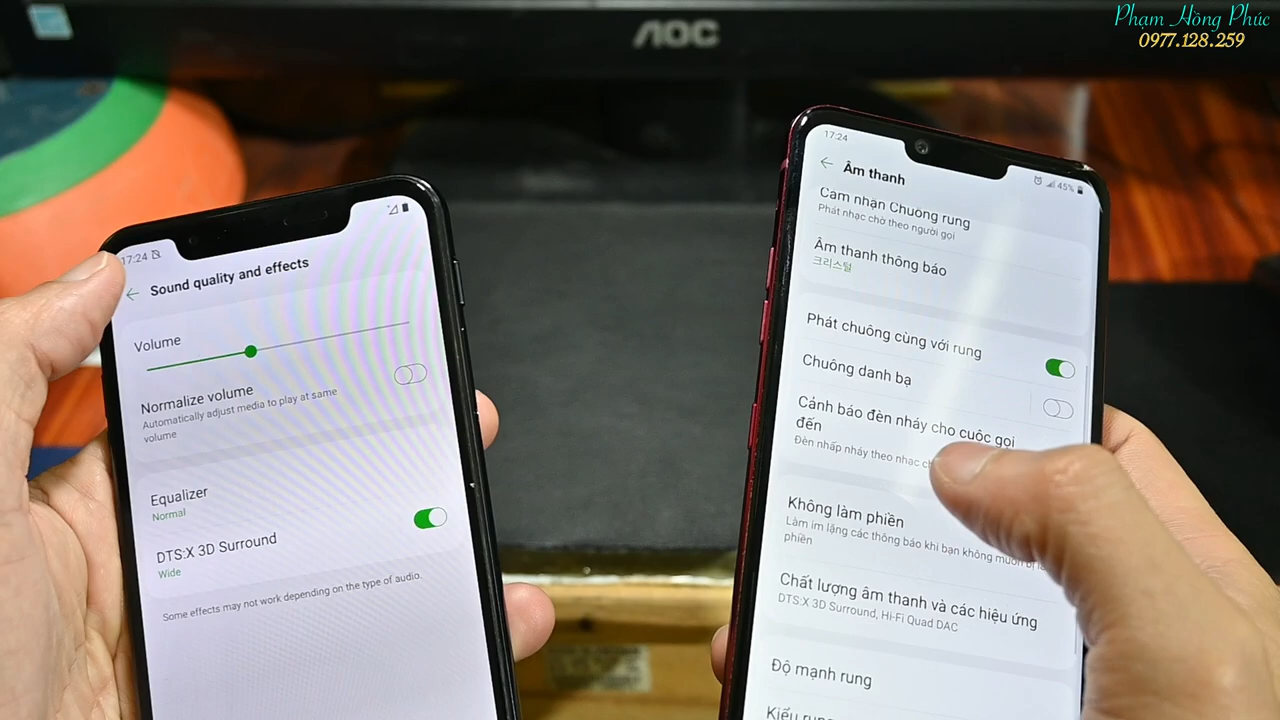 Phạm Hồng Phúc
0977.128.259
AOC
17:24
Sound quality and effects
Volume
Normalize volume
Automatically adjust media to play at same
volume
Equalizer
Normal
DTS:X 3D Surround
Wide
Some effects may not work depending on the type of audio.
17:24
45%
Âm thanh
Cảm nhận Chuông rung
Phát nhạc chờ theo người gọi
Âm thanh thông báo
크리스털
Phát chuông cùng với rung
Chuông danh bạ
Cảnh báo đèn nháy cho cuộc gọi
đến
Đèn nhấp nháy theo nhạc
Không làm phiền
Làm im lặng các thông báo khi bạn không muốn bị
phiền
Chất lượng âm thanh và các hiệu ứng
DTS:X 3D Surround, Hi-Fi Quad DAC
Độ mạnh rung
Kiểu rung